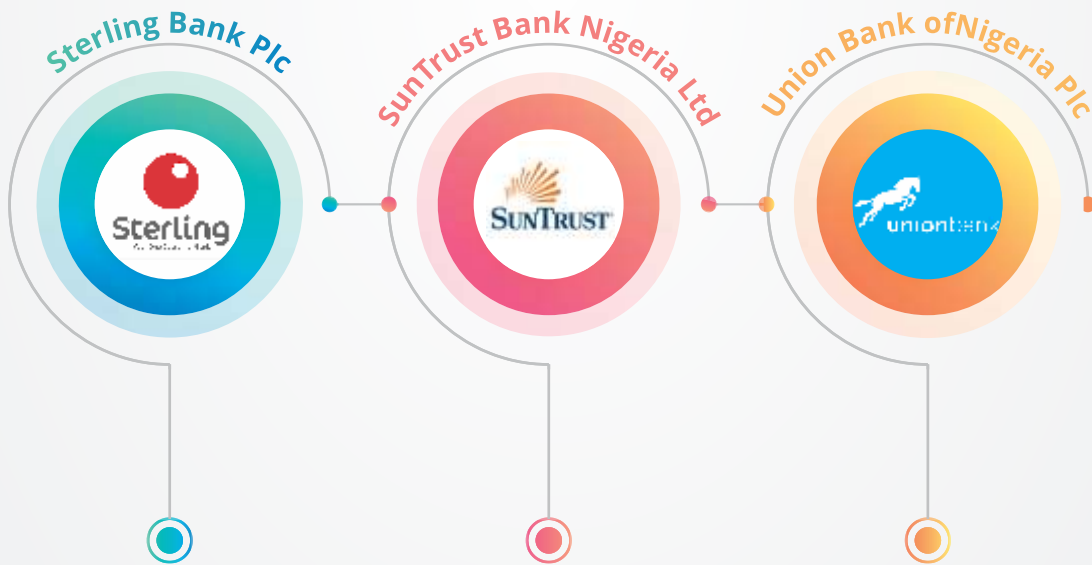 Sterling Bank Plc
SunTrust Bank Nigeria Ltd
Union Bank ofNigeria Plc
Sterling
SUNTRUST
unionbank